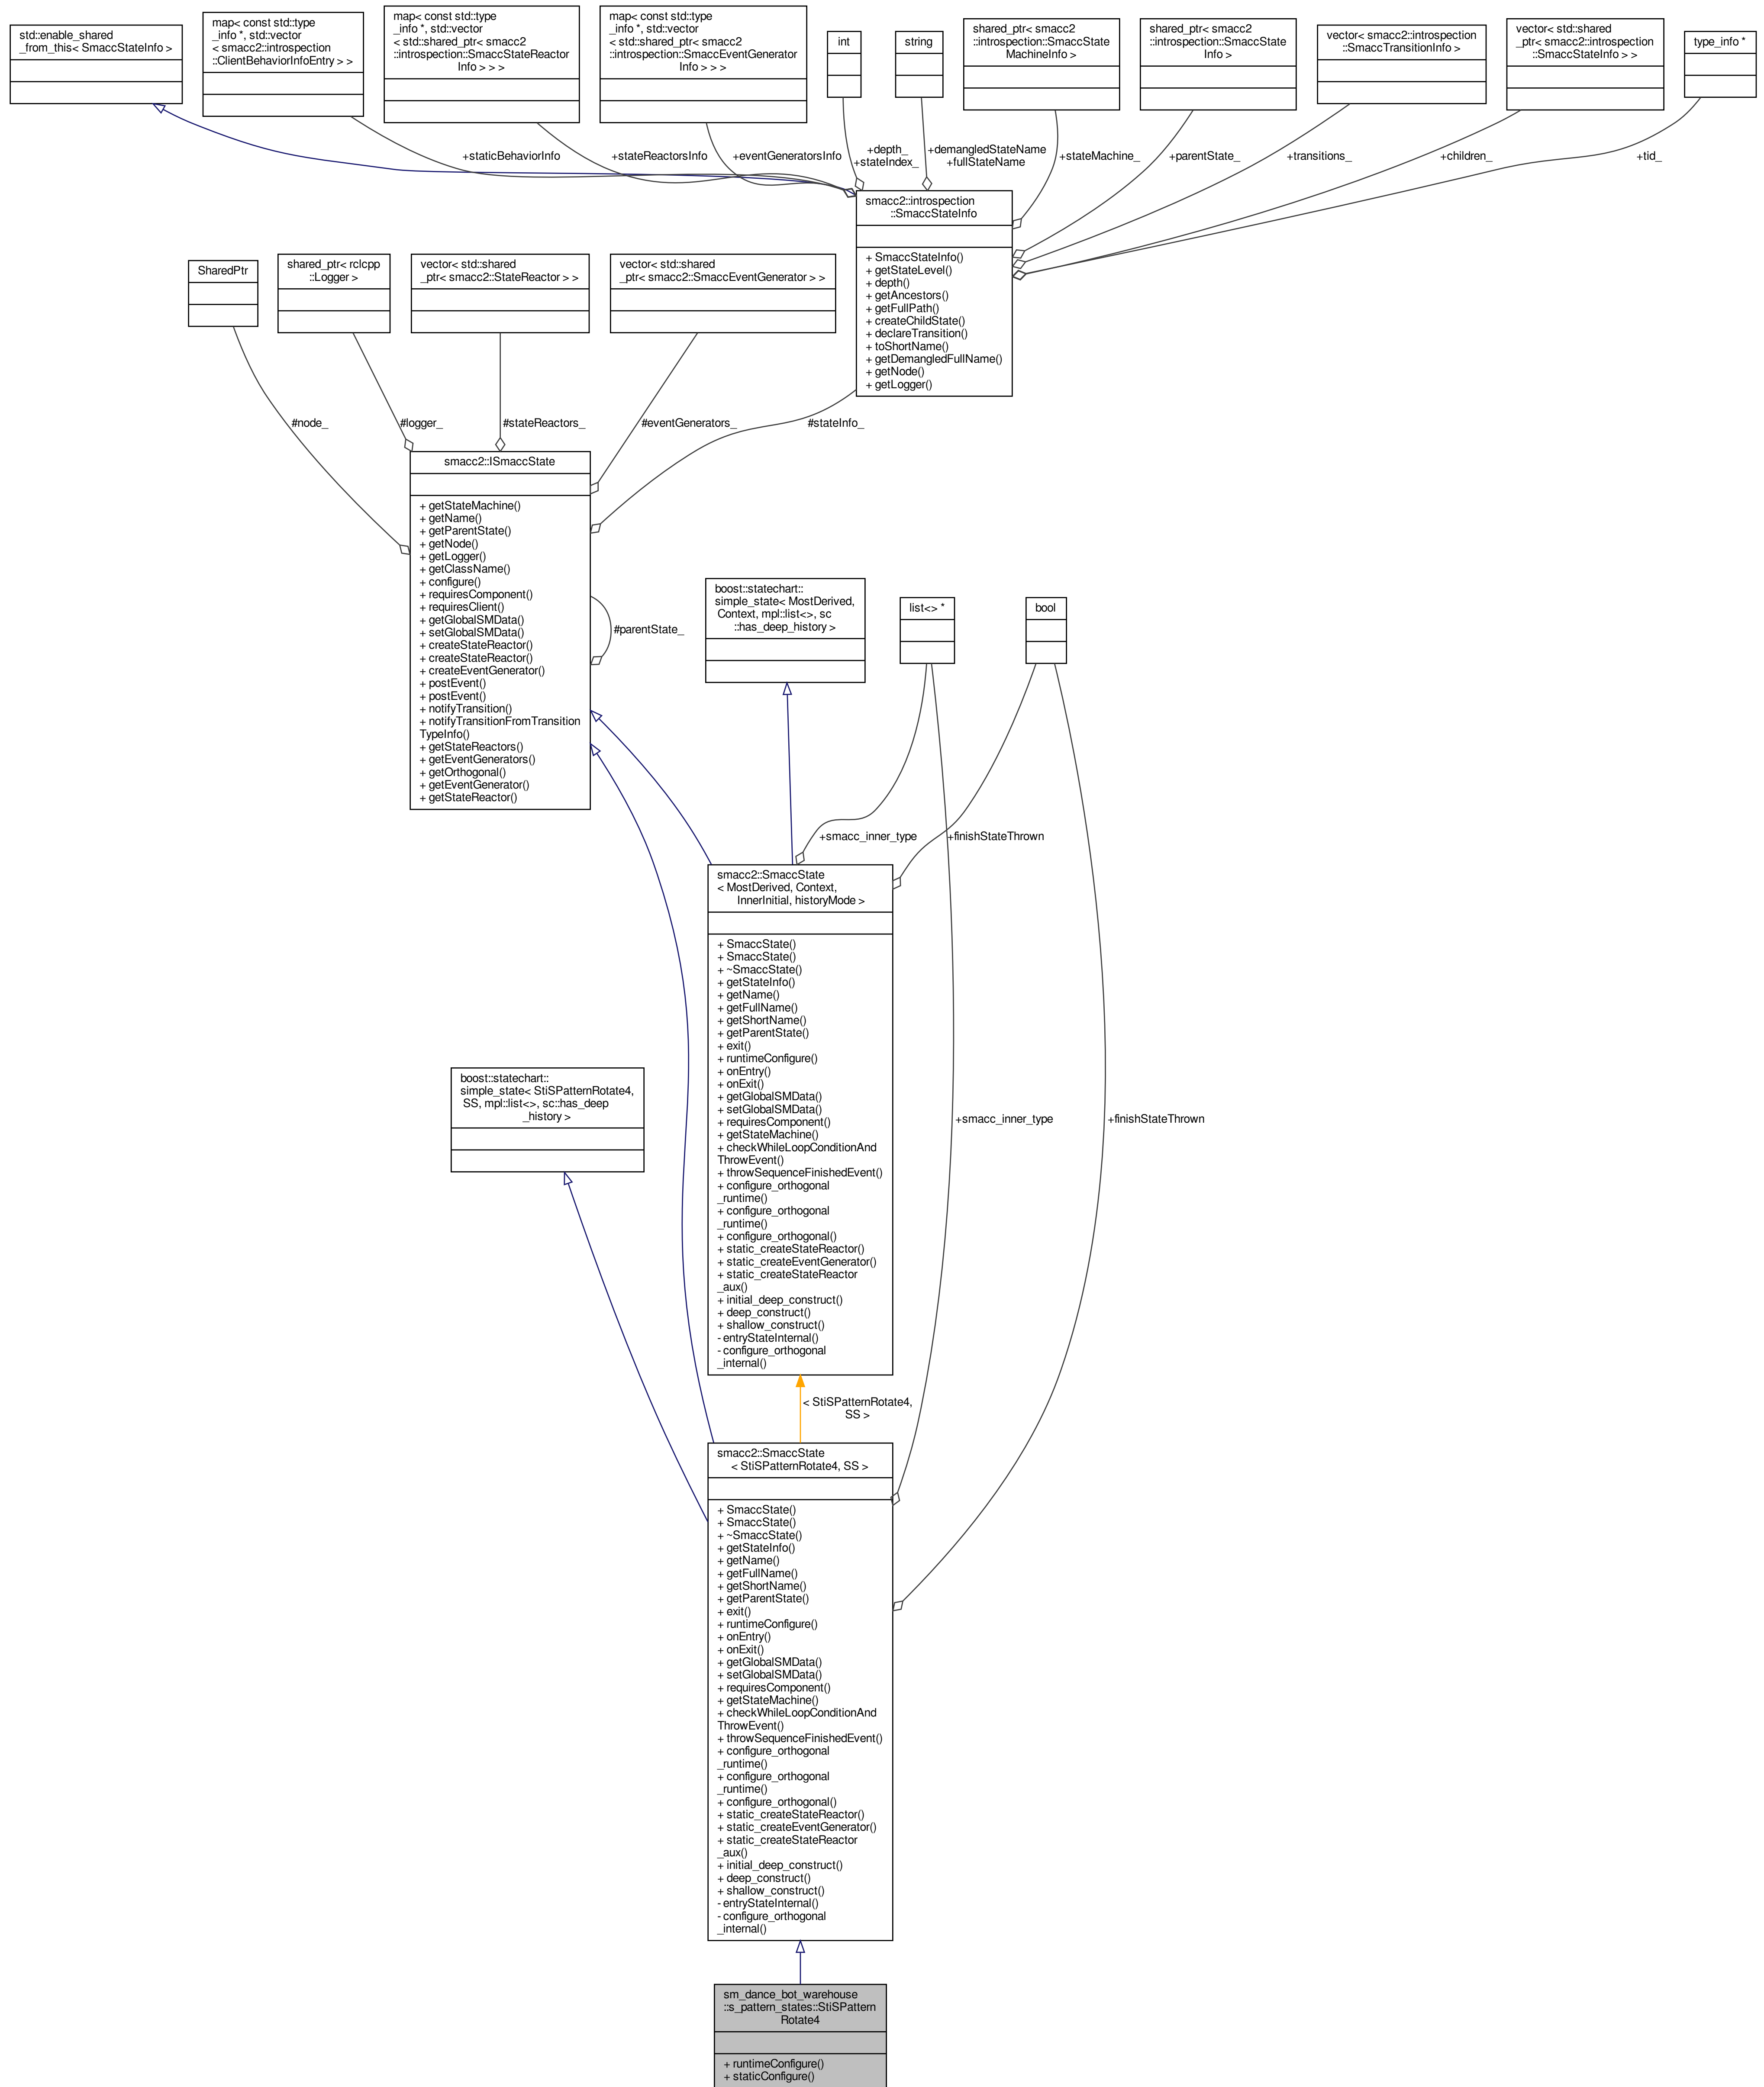 std::enable_shared
_from_this< SmaccStateInfo >
map< const std::type
_info *, std::vector
< smacc2::introspection
::ClientBehaviorInfoEntry > >
map< const std::type
_info *, std::vector
< std::shared_ptr< smacc2
::introspection::SmaccStateReactor
Info > > >
map< const std::type
_info *, std::vector
< std::shared_ptr< smacc2
::introspection::SmaccEventGenerator
Info > > >
int
string
shared_ptr< smacc2
::introspection::SmaccState
MachineInfo >
shared_ptr< smacc2
::introspection::SmaccState
Info >
vector< smacc2::introspection
::SmaccTransitionInfo >
vector< std::shared
_ptr< smacc2::introspection
::SmaccStateInfo > >
type_info *
+staticBehaviorInfo
+stateReactorsInfo
+eventGeneratorsInfo
+depth_
+stateIndex_
+demangledStateName
+fullStateName
+stateMachine_
+parentState_
+transitions_
+children_
+tid_
smacc2::introspection
::SmaccStateInfo
+ SmaccStateInfo()
+ getStateLevel()
+ depth()
+ getAncestors()
+ getFullPath()
+ createChildState()
+ declareTransition()
+ toShortName()
+ getDemangledFullName()
+ getNode()
+ getLogger()
SharedPtr
shared_ptr< rclcpp
::Logger >
vector< std::shared
_ptr< smacc2::StateReactor > >
vector< std::shared
_ptr< smacc2::SmaccEventGenerator > >
#node_
#logger_
#stateReactors_
#eventGenerators_
#stateInfo_
smacc2::ISmaccState
+ getStateMachine()
+ getName()
+ getParentState()
+ getNode()
+ getLogger()
+ getClassName()
+ configure()
+ requiresComponent()
+ requiresClient()
+ getGlobalSMData()
+ setGlobalSMData()
+ createStateReactor()
+ createStateReactor()
+ createEventGenerator()
+ postEvent()
+ postEvent()
+ notifyTransition()
+ notifyTransitionFromTransition
TypeInfo()
+ getStateReactors()
+ getEventGenerators()
+ getOrthogonal()
+ getEventGenerator()
+ getStateReactor()
#parentState_
boost::statechart::
simple_state< MostDerived,
Context, mpl::list<>, sc
::has_deep_history >
list<> *
bool
+smacc_inner_type
+finishStateThrown
smacc2::SmaccState
< MostDerived, Context,
InnerInitial, historyMode >
+ SmaccState()
+ SmaccState()
+ ~SmaccState()
+ getStateInfo()
+ getName()
+ getFullName()
+ getShortName()
+ getParentState()
+ exit()
+ runtimeConfigure()
+ onEntry()
+ onExit()
+ getGlobalSMData()
+ setGlobalSMData()
+ requiresComponent()
+ getStateMachine()
+ checkWhileLoopConditionAnd
ThrowEvent()
+ throwSequenceFinishedEvent()
+ configure_orthogonal
_runtime()
+ configure_orthogonal
_runtime()
+ configure_orthogonal()
+ static_createStateReactor()
+ static_createEventGenerator()
+ static_createStateReactor
_aux()
+ initial_deep_construct()
+ deep_construct()
+ shallow_construct()
- entryStateInternal()
- configure_orthogonal
_internal()
boost::statechart::
simple_state< StiSPatternRotate4,
SS, mpl::list<>, sc::has_deep
_history >
+smacc_inner_type
+finishStateThrown
< StiSPatternRotate4,
SS >
smacc2::SmaccState
< StiSPatternRotate4, SS >
+ SmaccState()
+ SmaccState()
+ ~SmaccState()
+ getStateInfo()
+ getName()
+ getFullName()
+ getShortName()
+ getParentState()
+ exit()
+ runtimeConfigure()
+ onEntry()
+ onExit()
+ getGlobalSMData()
+ setGlobalSMData()
+ requiresComponent()
+ getStateMachine()
+ checkWhileLoopConditionAnd
ThrowEvent()
+ throwSequenceFinishedEvent()
+ configure_orthogonal
_runtime()
+ configure_orthogonal
_runtime()
+ configure_orthogonal()
+ static_createStateReactor()
+ static_createEventGenerator()
+ static_createStateReactor
_aux()
+ initial_deep_construct()
+ deep_construct()
+ shallow_construct()
- entryStateInternal()
- configure_orthogonal
_internal()
sm_dance_bot_warehouse
::s_pattern_states::StiSPattern
Rotate4
+ runtimeConfigure()
+ staticConfigure()